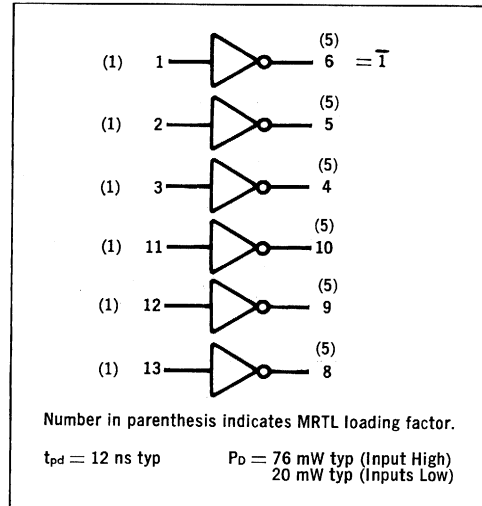 (5)
(1) 1 6 = 1̅
(5)
(1) 2 5
(5)
(1) 3 4
(5)
(1) 11 10
(5)
(1) 12 9
(5)
(1) 13 8
Number in parenthesis indicates MRTL loading factor.
tpd = 12 ns typ PD = 76 mW typ (Input High)
20 mW typ (Inputs Low)